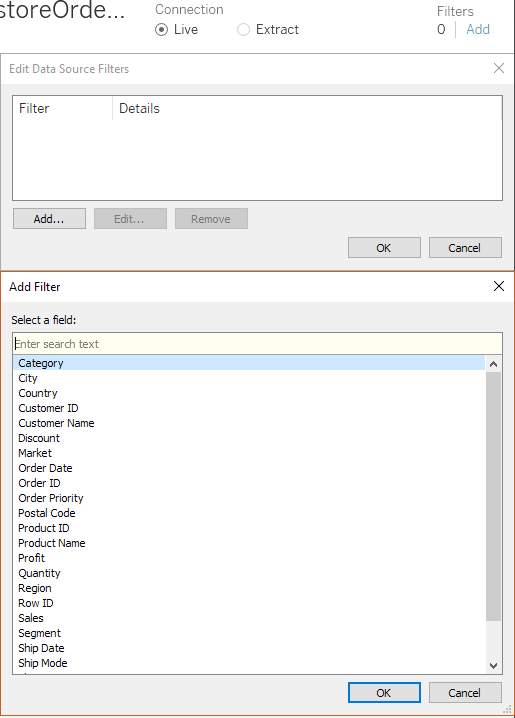 storeOrde...
Connection
Live
Extract
Filters
0
Add
Edit Data Source Filters
Filter
Details
Add...
Edit...
Remove
OK
Cancel
Add Filter
Select a field:
Enter search text
Category
City
Country
Customer ID
Customer Name
Discount
Market
Order Date
Order ID
Order Priority
Postal Code
Product ID
Product Name
Profit
Quantity
Region
Row ID
Sales
Segment
Ship Date
Ship Mode
OK
Cancel